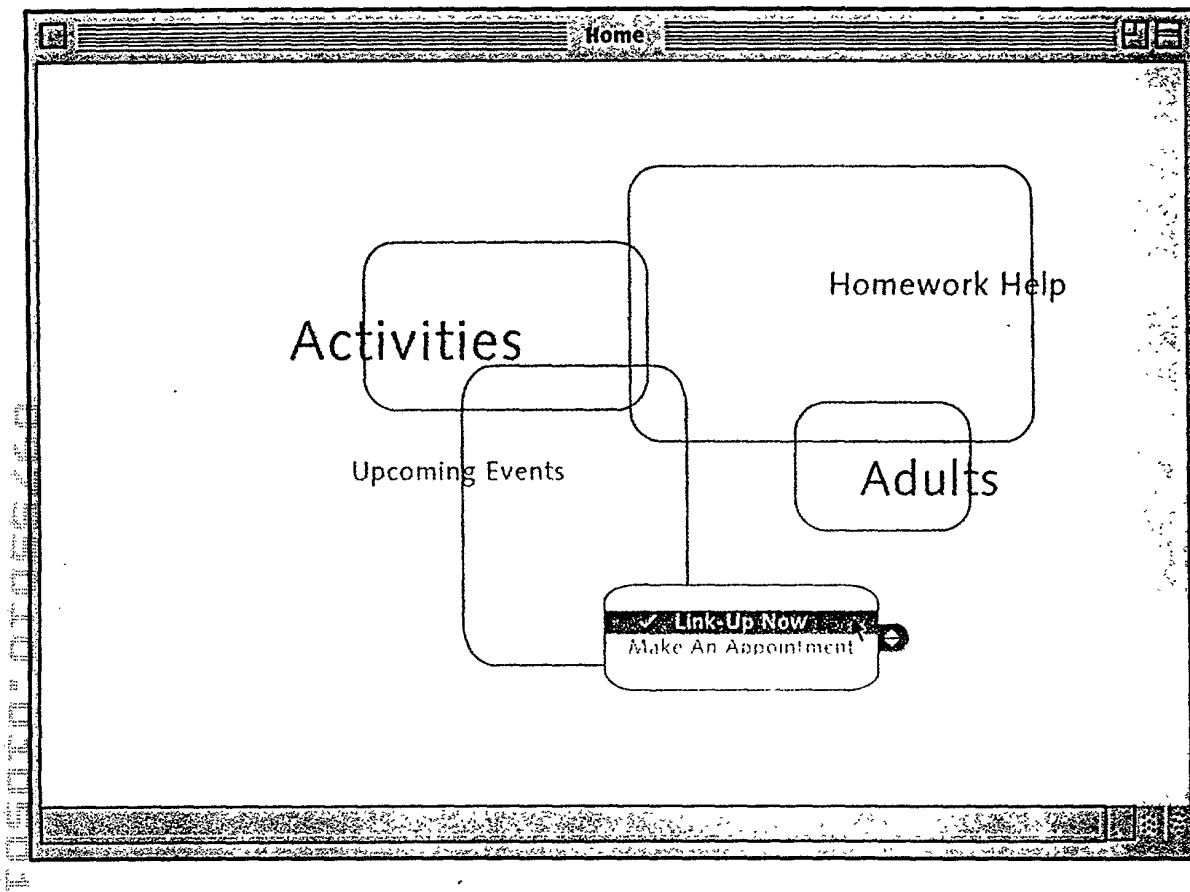 Home
Homework Help
Activities
Upcoming Events
Adults
✓ Link-Up Now
Make An Appointment